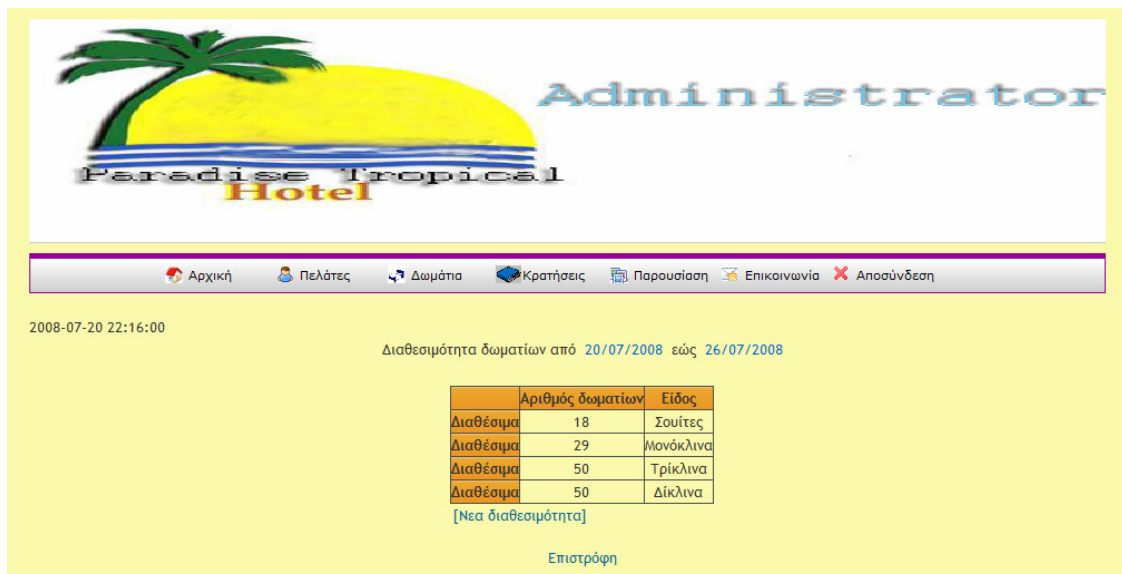 Administrator
Paradise Tropical
Hotel
Αρχική Πελάτες Δωμάτια Κρατήσεις Παρουσίαση Επικοινωνία Αποσύνδεση
2008-07-20 22:16:00
Διαθεσιμότητα δωματίων από 20/07/2008 εώς 26/07/2008
Αριθμός δωματίων Είδος
Διαθέσιμα 18 Σουίτες
Διαθέσιμα 29 Μονόκλινα
Διαθέσιμα 50 Τρίκλινα
Διαθέσιμα 50 Δίκλινα
[Νεα διαθεσιμότητα]
Επιστρόφη